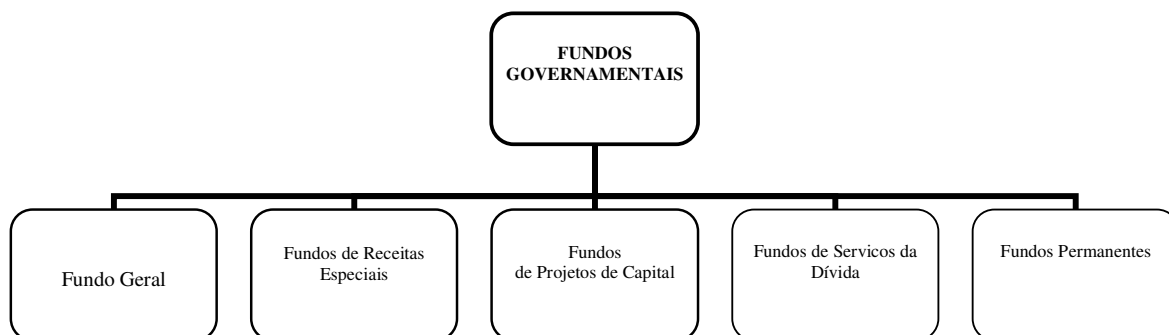 FUNDOS
GOVERNAMENTAIS
Fundo Geral
Fundos de Receitas
Especiais
Fundos
de Projetos de Capital
Fundos de Servicos da
Dívida
Fundos Permanentes